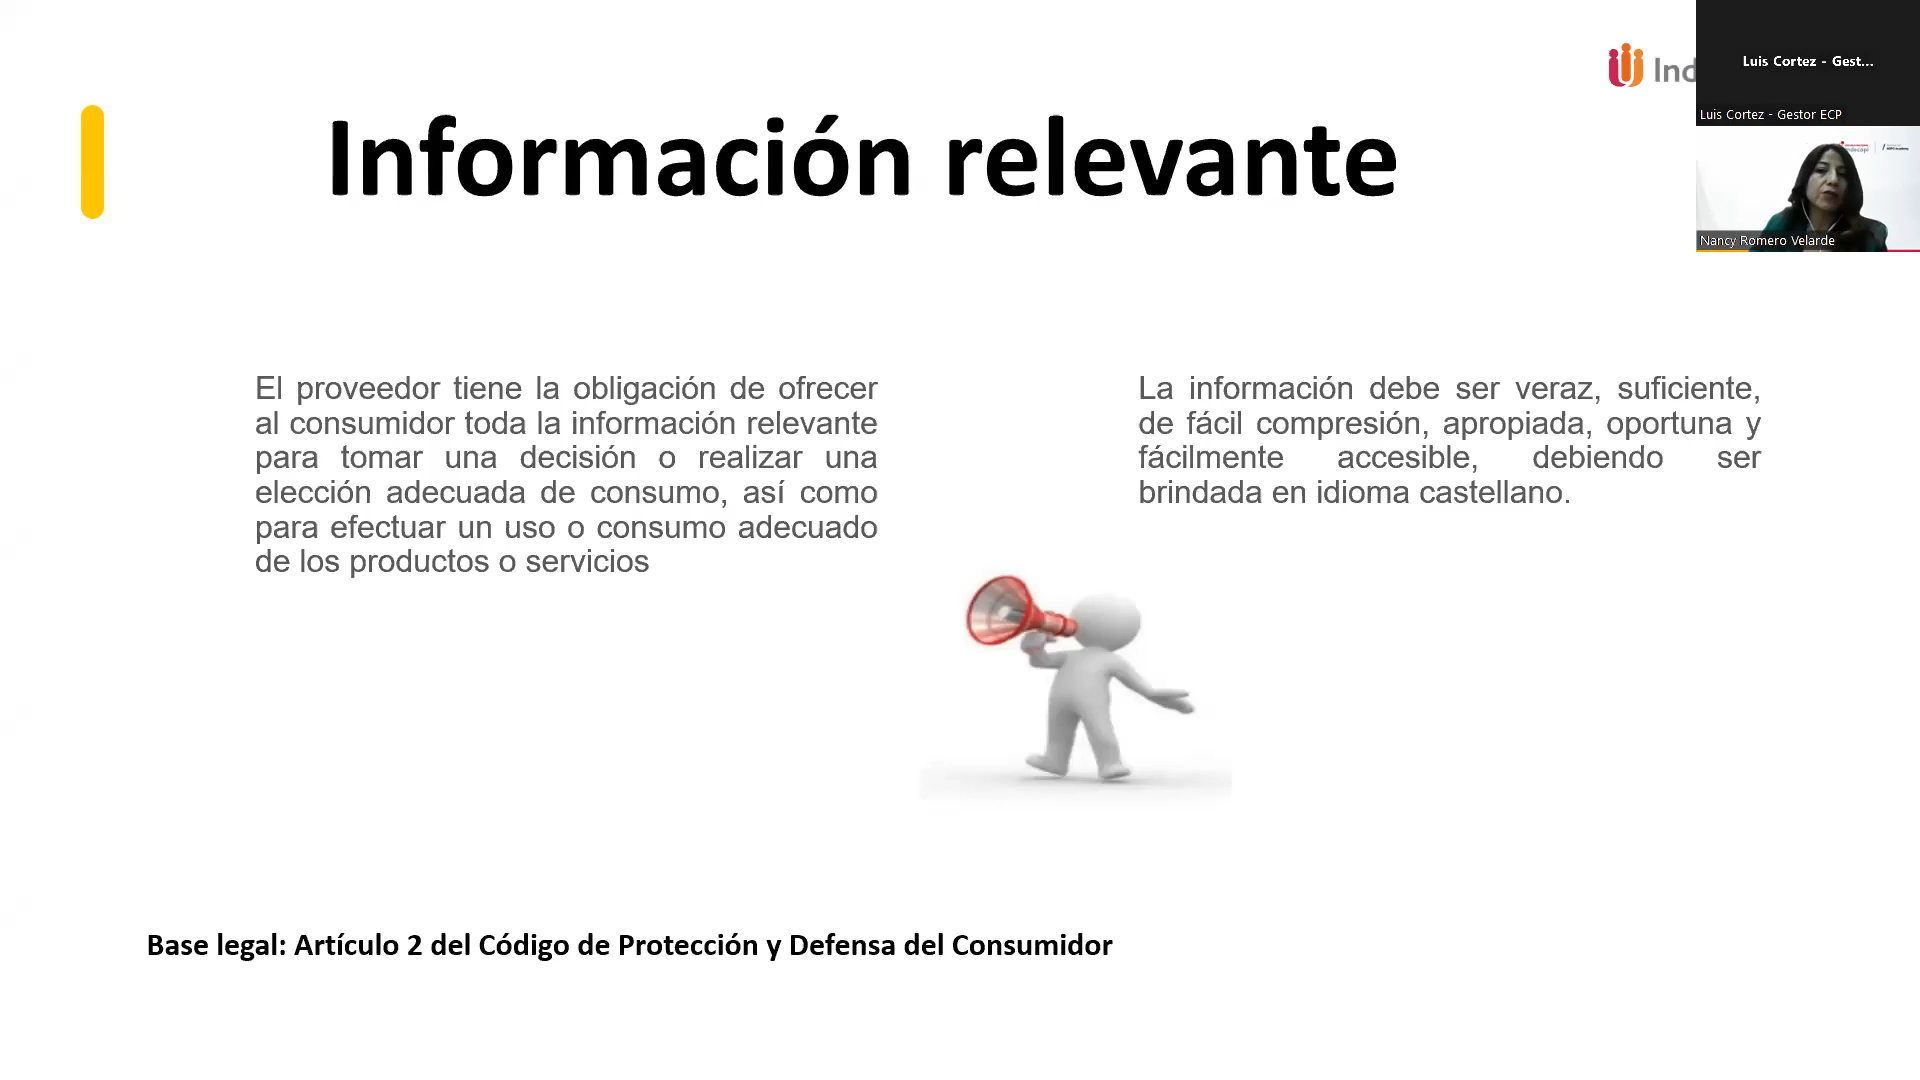 Ind
Luis Cortez - Gest...
Luis Cortez - Gestor ECP
Información relevante
indecopi
Nancy Romero Velarde
El proveedor tiene la obligación de ofrecer
al consumidor toda la información relevante
para tomar una decisión o realizar una
elección adecuada de consumo, así como
para efectuar un uso o consumo adecuado
de los productos o servicios
La información debe ser veraz, suficiente,
de fácil compresión, apropiada, oportuna y
fácilmente accesible, debiendo ser
brindada en idioma castellano.
Base legal: Artículo 2 del Código de Protección y Defensa del Consumidor